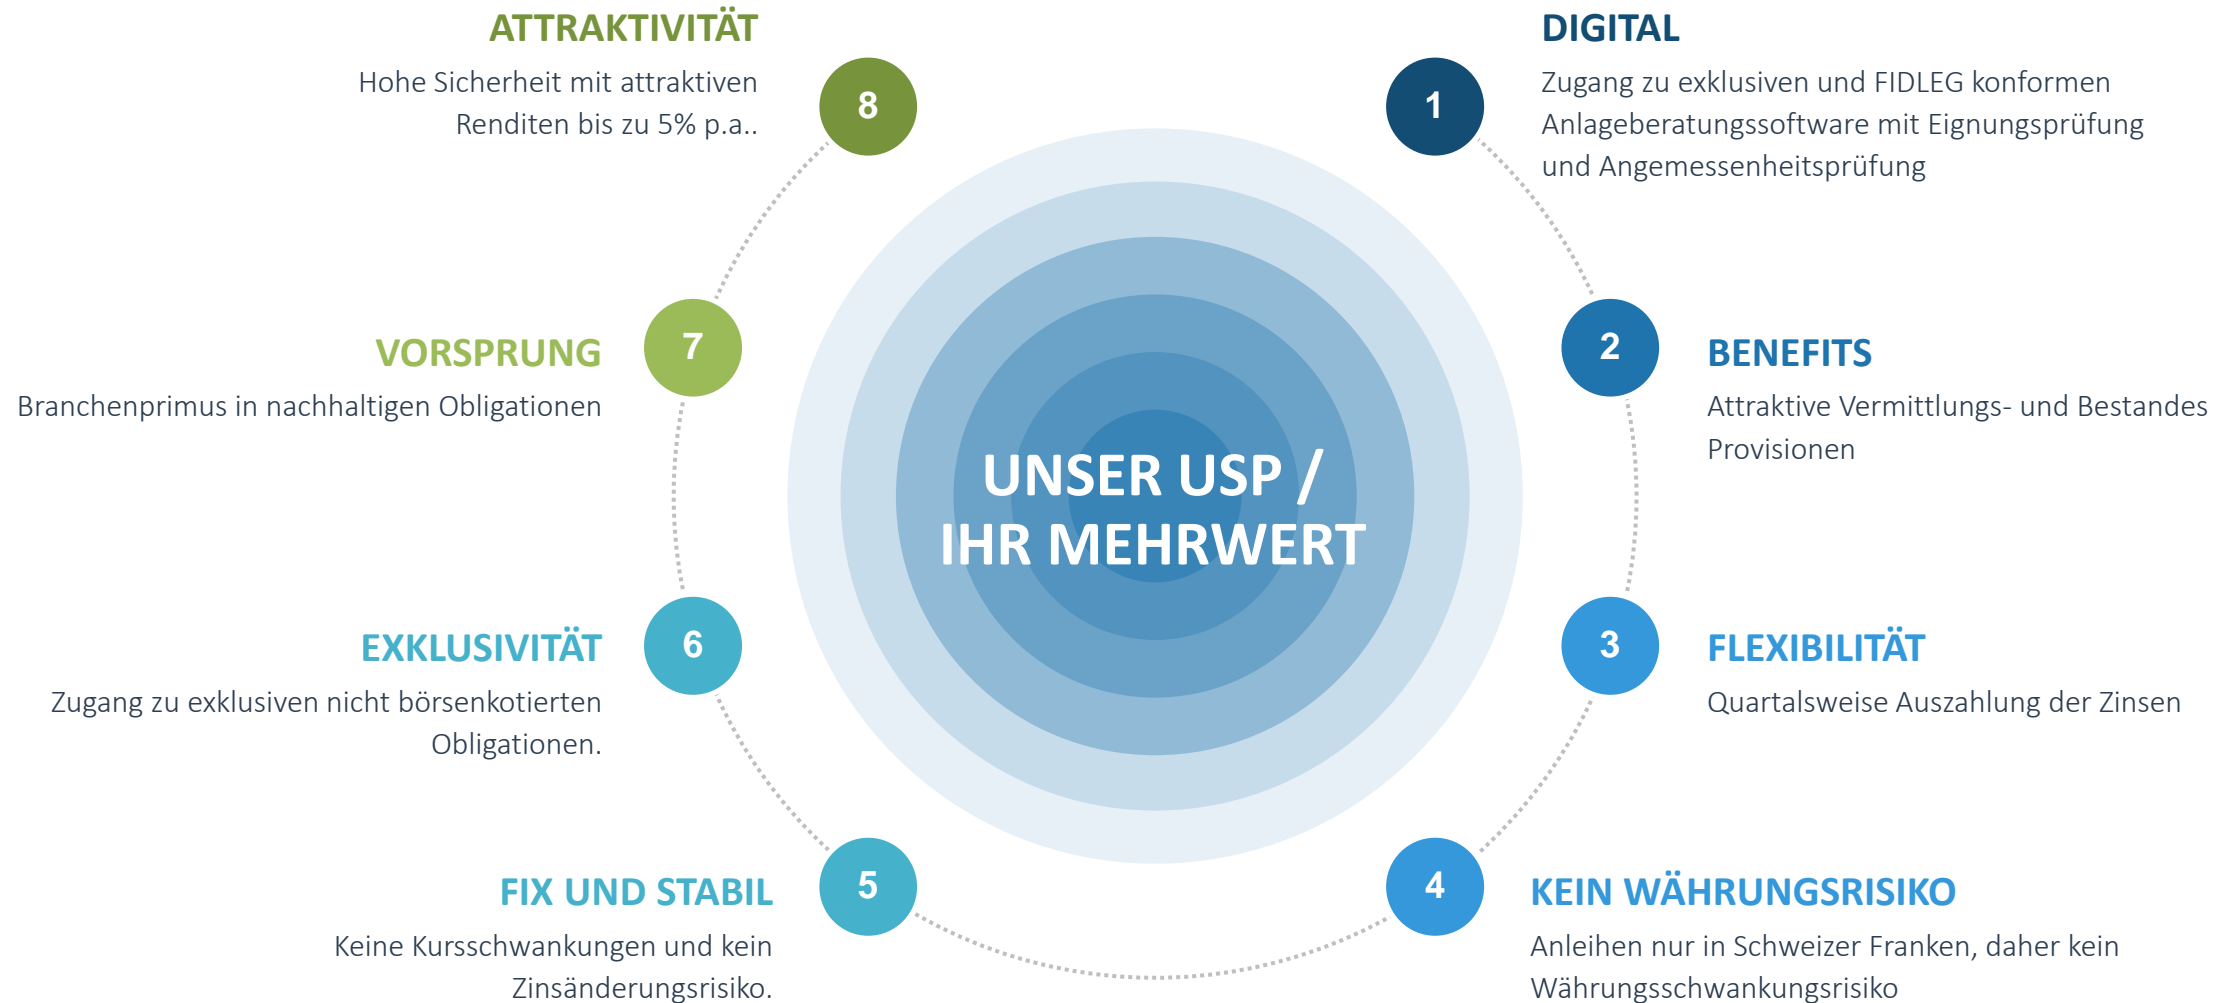 UNSER USP /
IHR MEHRWERT
1
DIGITAL
Zugang zu exklusiven und FIDLEG konformen
Anlageberatungssoftware mit Eignungsprüfung
und Angemessenheitsprüfung
2
BENEFITS
Attraktive Vermittlungs- und Bestandes
Provisionen
3
FLEXIBILITÄT
Quartalsweise Auszahlung der Zinsen
4
KEIN WÄHRUNGSRISIKO
Anleihen nur in Schweizer Franken, daher kein
Währungsschwankungsrisiko
5
FIX UND STABIL
Keine Kursschwankungen und kein
Zinsänderungsrisiko.
6
EXKLUSIVITÄT
Zugang zu exklusiven nicht börsenkotierten
Obligationen.
7
VORSPRUNG
Branchenprimus in nachhaltigen Obligationen
8
ATTRAKTIVITÄT
Hohe Sicherheit mit attraktiven
Renditen bis zu 5% p.a..